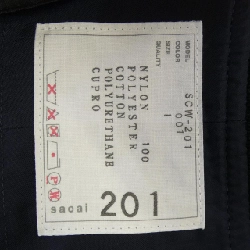 MODEL SCW-201
COLOR 001
SIZE 1
QUALITY
NYLON 100
POLYESTER
COTTON
POLYURETHANE
CUPRO
sacai 201